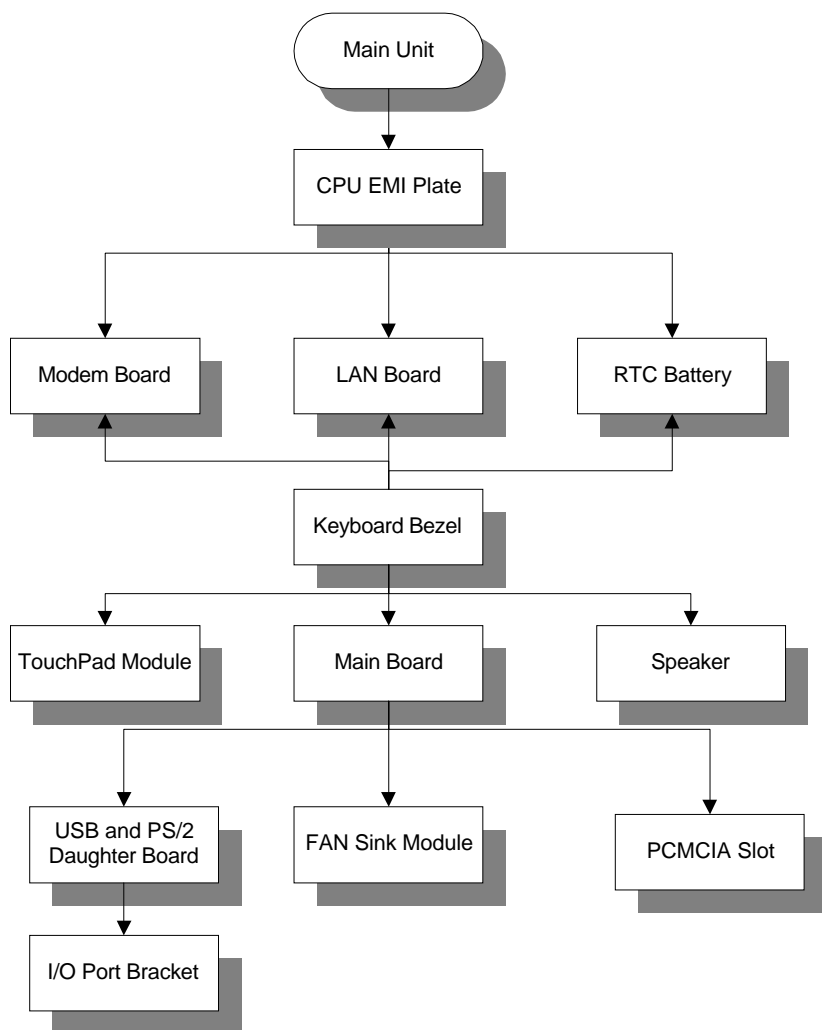 Main Unit
CPU EMI Plate
Modem Board
LAN Board
RTC Battery
Keyboard Bezel
TouchPad Module
Main Board
Speaker
USB and PS/2
Daughter Board
FAN Sink Module
PCMCIA Slot
I/O Port Bracket